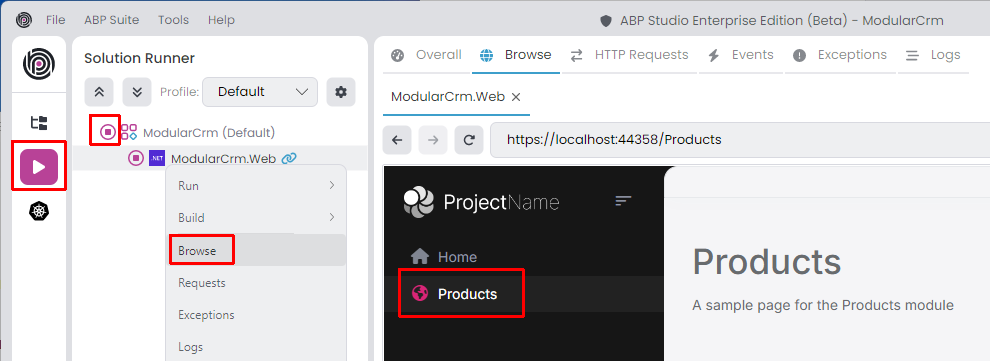 File ABP Suite Tools Help ABP Studio Enterprise Edition (Beta) - ModularCrm
Solution Runner
Profile: Default
ModularCrm (Default)
.NET ModularCrm.Web
Run
Build
Browse
Requests
Exceptions
Logs
Overall Browse HTTP Requests Events Exceptions Logs
ModularCrm.Web
https://localhost:44358/Products
ProjectName
Home
Products
Products
A sample page for the Products module